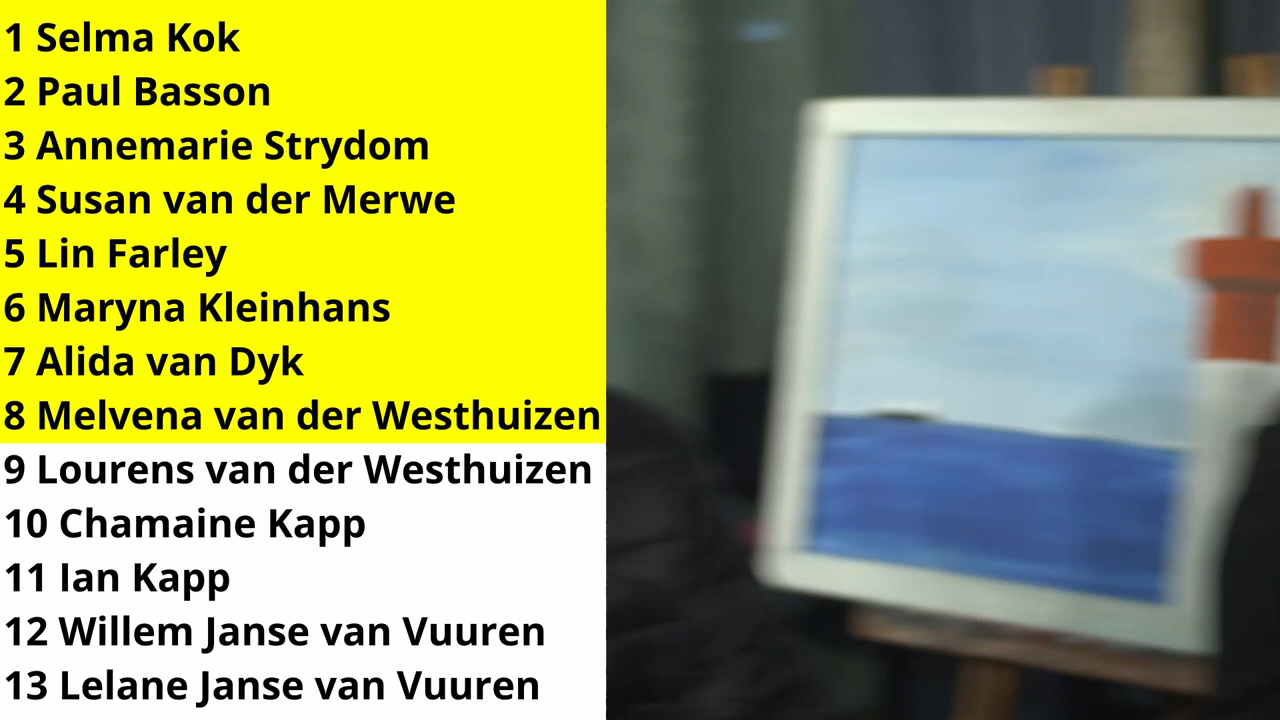 1 Selma Kok
2 Paul Basson
3 Annemarie Strydom
4 Susan van der Merwe
5 Lin Farley
6 Maryna Kleinhans
7 Alida van Dyk
8 Melvena van der Westhuizen
9 Lourens van der Westhuizen
10 Chamaine Kapp
11 Ian Kapp
12 Willem Janse van Vuuren
13 Lelane Janse van Vuuren